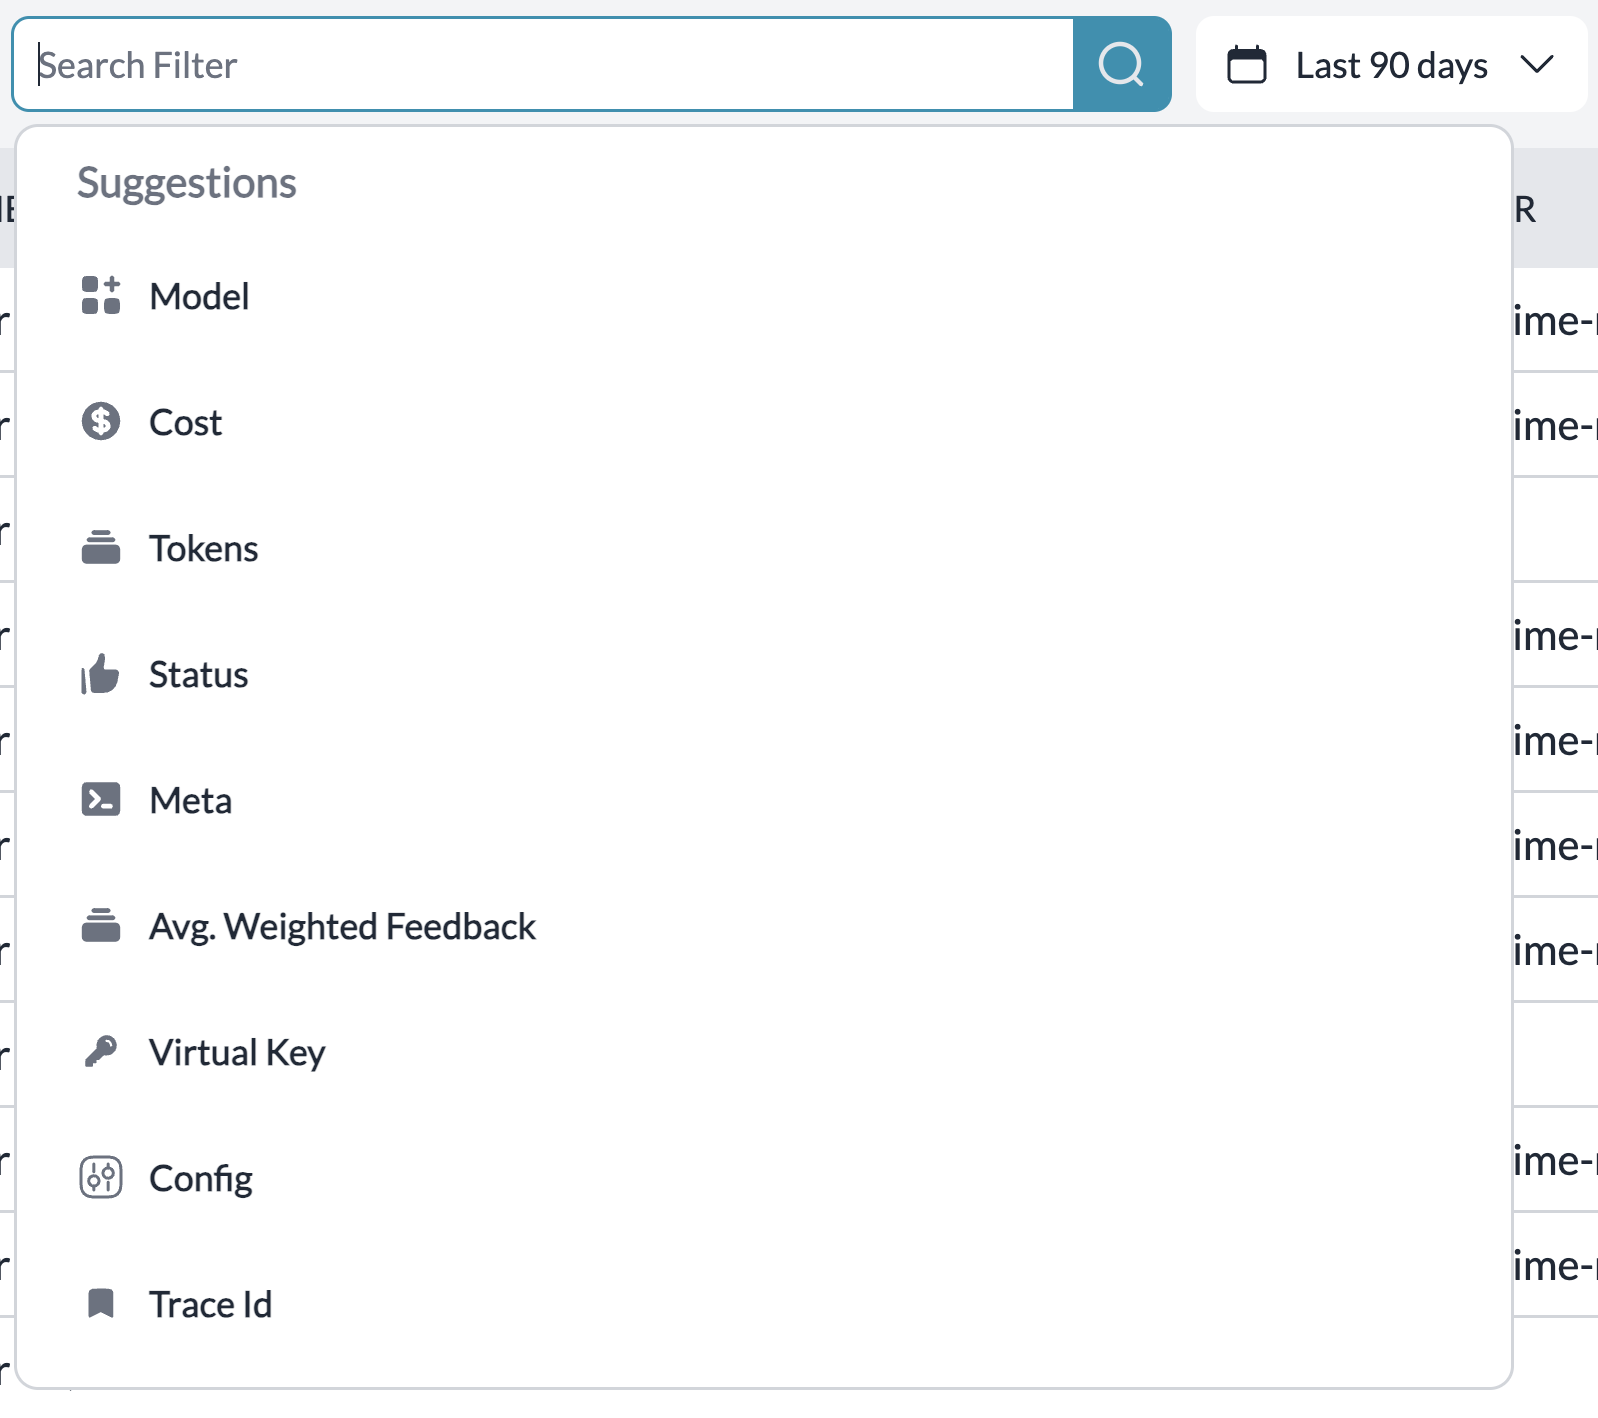 Search Filter
Last 90 days
Suggestions
R
Model
ime-
Cost
ime-
Tokens
ime-
Status
ime-
Meta
ime-
Avg. Weighted Feedback
ime-
Virtual Key
Config
ime-
ime-
Trace Id